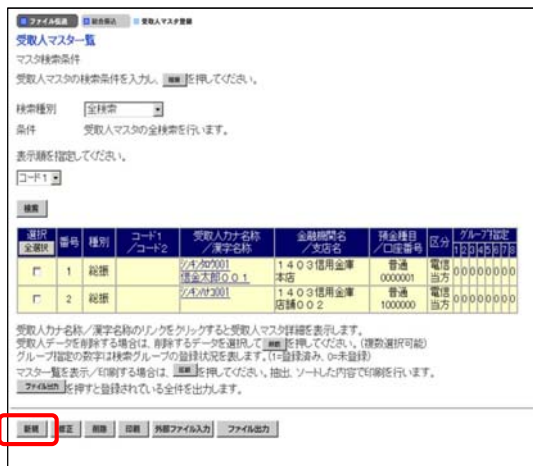 ファイル伝送 総合振込 受取人マスタ登録
受取人マスター覧
マスタ検索条件
受取人マスタの検索条件を入力し、 検索 を押してください。
検索種別 全検索
条件 受取人マスタの全検索を行います。
表示順を指定してください。
コード1
検索
選択 全選択 番号 種別 コード1／コード2 受取人カナ名称／漢字名称 金融機関名／支店名 預金種目／口座番号 区分 グループ指定 1 2 3 4 5 6 7 8
1 総振 ｼﾝｷﾝﾀﾛｳ001 1403信用金庫 普通 電信 0 0 0 0 0 0 0 0
信金太郎００１ 本店 0000001 当方
2 総振 1403信用金庫 普通 電信 0 0 0 0 0 0 0 0
店舗００２ 1000000 当方
受取人カナ名称／漢字名称のリンクをクリックすると受取人マスタ詳細を表示します。
受取人データを削除する場合は、削除するデータを選択して 削除 を押してください。(複数選択可能)
グループ指定の数字は検索グループの登録状況を表します。(1=登録済み、0=未登録)
マスター覧を表示／印刷する場合は、 印刷 を押してください。抽出、ソートした内容で印刷を行います。
ファイル出力 を押すと登録されている全件を出力します。
新規 修正 削除 印刷 外部ファイル入力 ファイル出力